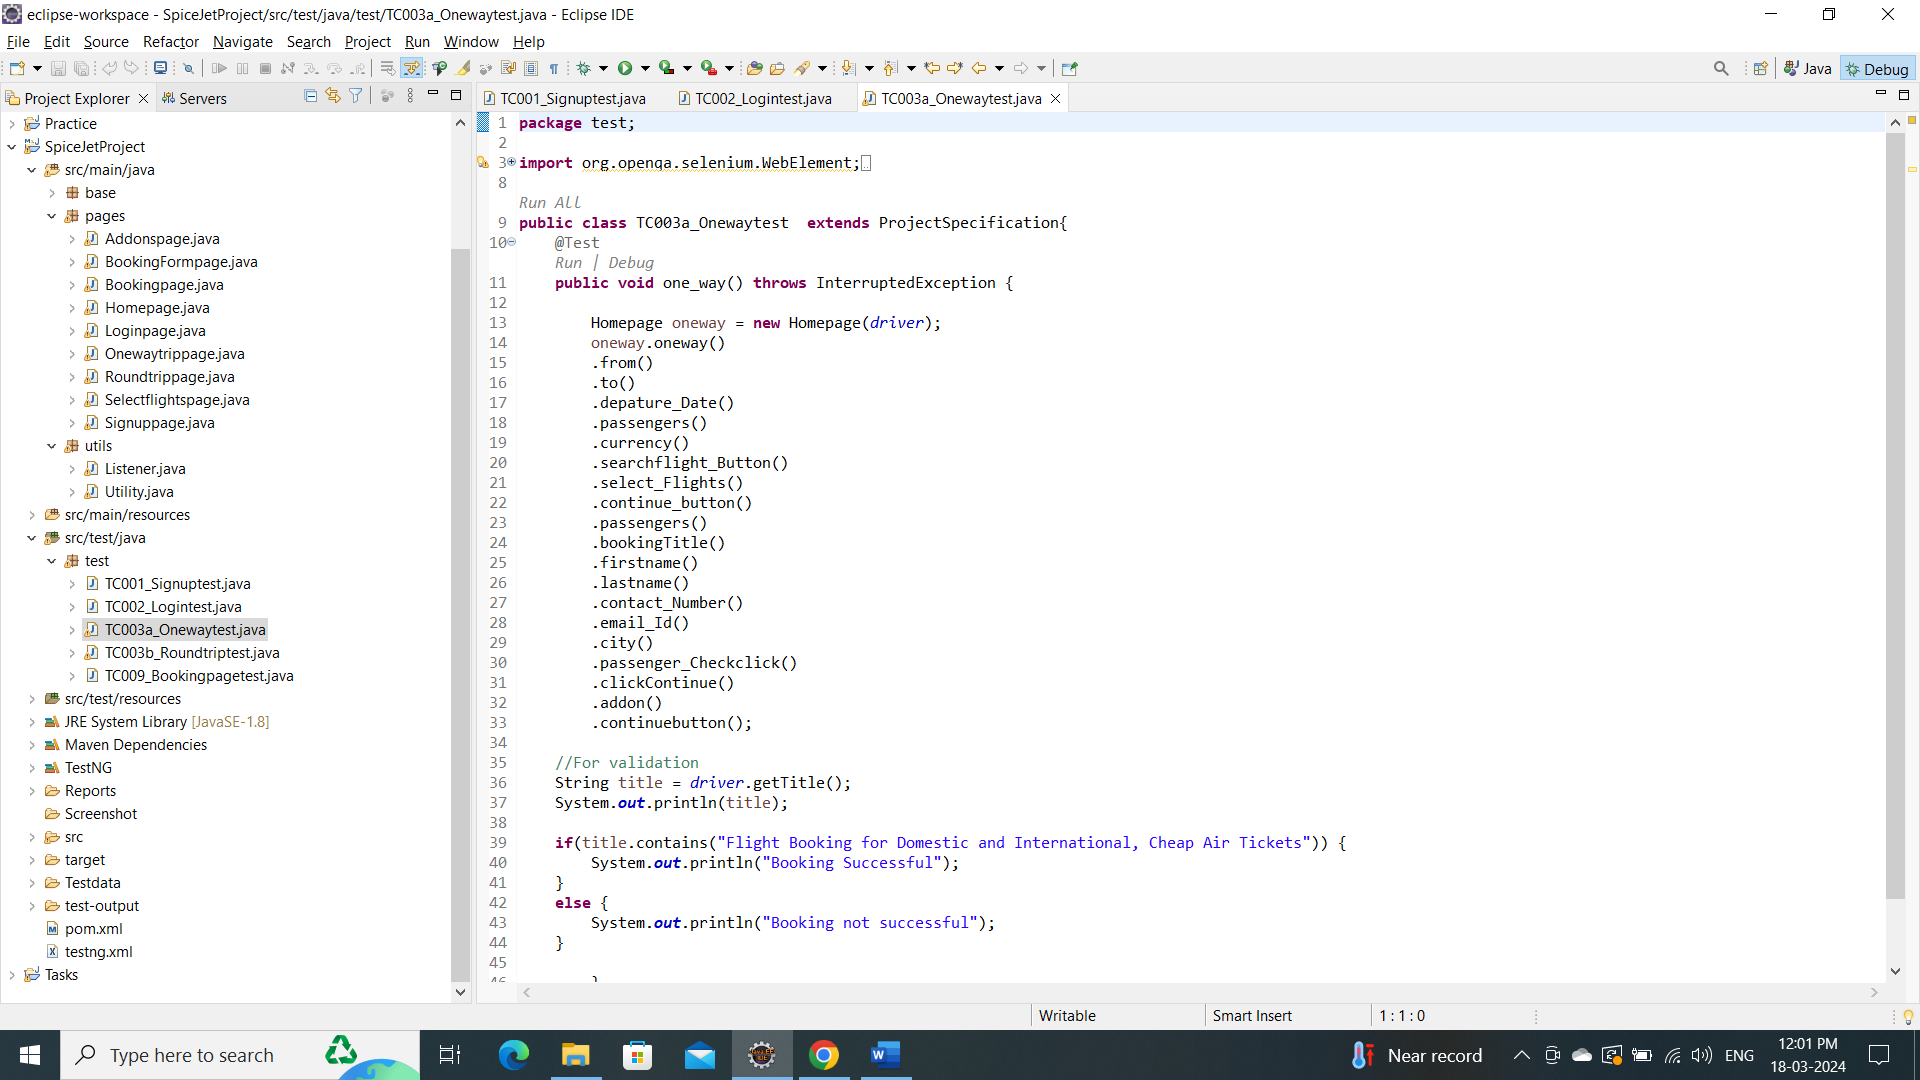 eclipse-workspace - SpiceJetProject/src/test/java/test/TC003a_Onewaytest.java - Eclipse IDE
File Edit Source Refactor Navigate Search Project Run Window Help
Java Debug
Project Explorer Servers
Practice
SpiceJetProject
src/main/java
base
pages
Addonspage.java
BookingFormpage.java
Bookingpage.java
Homepage.java
Loginpage.java
Onewaytrippage.java
Roundtrippage.java
Selectflightspage.java
Signuppage.java
utils
Listener.java
Utility.java
src/main/resources
src/test/java
test
TC001_Signuptest.java
TC002_Logintest.java
TC003a_Onewaytest.java
TC003b_Roundtriptest.java
TC009_Bookingpagetest.java
src/test/resources
JRE System Library [JavaSE-1.8]
Maven Dependencies
TestNG
Reports
Screenshot
src
target
Testdata
test-output
pom.xml
testng.xml
Tasks
TC001_Signuptest.java TC002_Logintest.java TC003a_Onewaytest.java
1 package test;
2
3 import org.openqa.selenium.WebElement;
8
Run All
9 public class TC003a_Onewaytest  extends ProjectSpecification{
10 @Test
Run | Debug
11 public void one_way() throws InterruptedException {
12
13 Homepage oneway = new Homepage(driver);
14 oneway.oneway()
15 .from()
16 .to()
17 .depature_Date()
18 .passengers()
19 .currency()
20 .searchflight_Button()
21 .select_Flights()
22 .continue_button()
23 .passengers()
24 .bookingTitle()
25 .firstname()
26 .lastname()
27 .contact_Number()
28 .email_Id()
29 .city()
30 .passenger_Checkclick()
31 .clickContinue()
32 .addon()
33 .continuebutton();
34
35 //For validation
36 String title = driver.getTitle();
37 System.out.println(title);
38
39 if(title.contains("Flight Booking for Domestic and International, Cheap Air Tickets")) {
40 System.out.println("Booking Successful");
41 }
42 else {
43 System.out.println("Booking not successful");
44 }
45
46 }
Writable Smart Insert 1 : 1 : 0
Type here to search Near record ENG 12:01 PM
18-03-2024